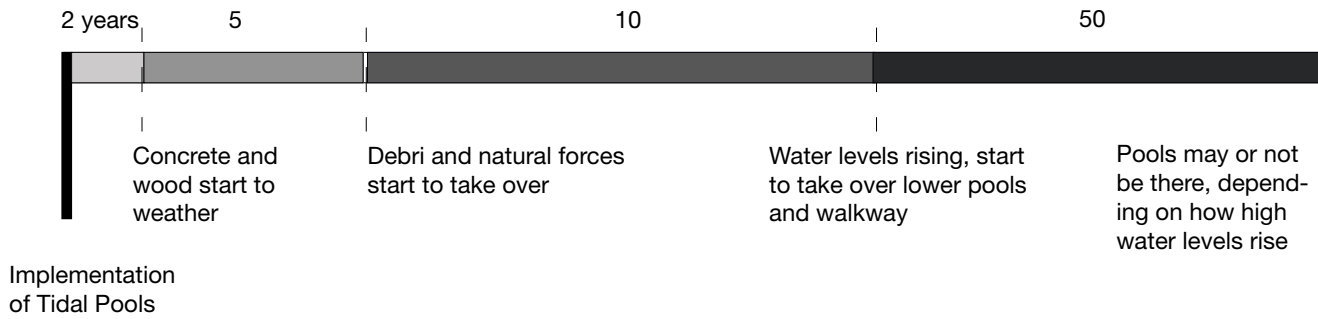 2 years
5
10
50
Concrete and
wood start to
weather
Debri and natural forces
start to take over
Water levels rising, start
to take over lower pools
and walkway
Pools may or not
be there, depend-
ing on how high
water levels rise
Implementation
of Tidal Pools